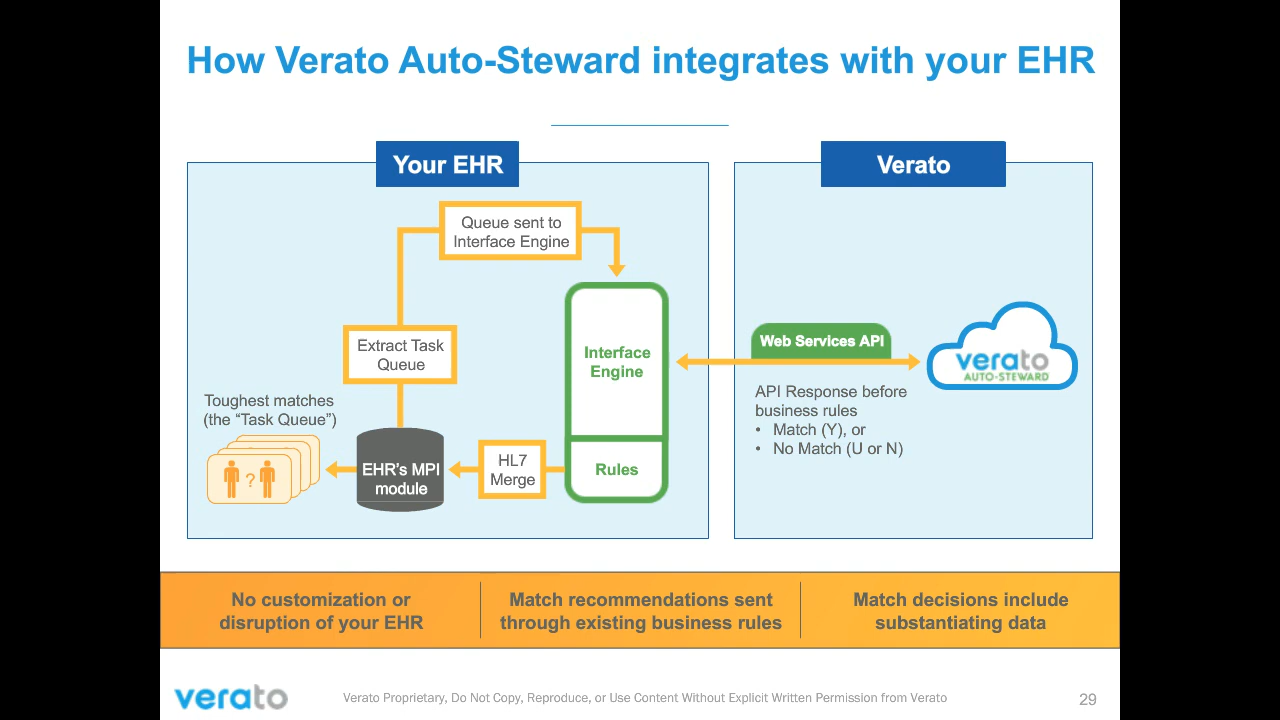 How Verato Auto-Steward integrates with your EHR
Your EHR
Verato
Queue sent to
Interface Engine
Extract Task
Queue
Toughest matches
(the “Task Queue”)
?
EHR’s MPI
module
HL7
Merge
Interface
Engine
Rules
Web Services API
API Response before
business rules
• Match (Y), or
• No Match (U or N)
verato
AUTO-STEWARD
No customization or
disruption of your EHR
Match recommendations sent
through existing business rules
Match decisions include
substantiating data
verato
Verato Proprietary, Do Not Copy, Reproduce, or Use Content Without Explicit Written Permission from Verato
29